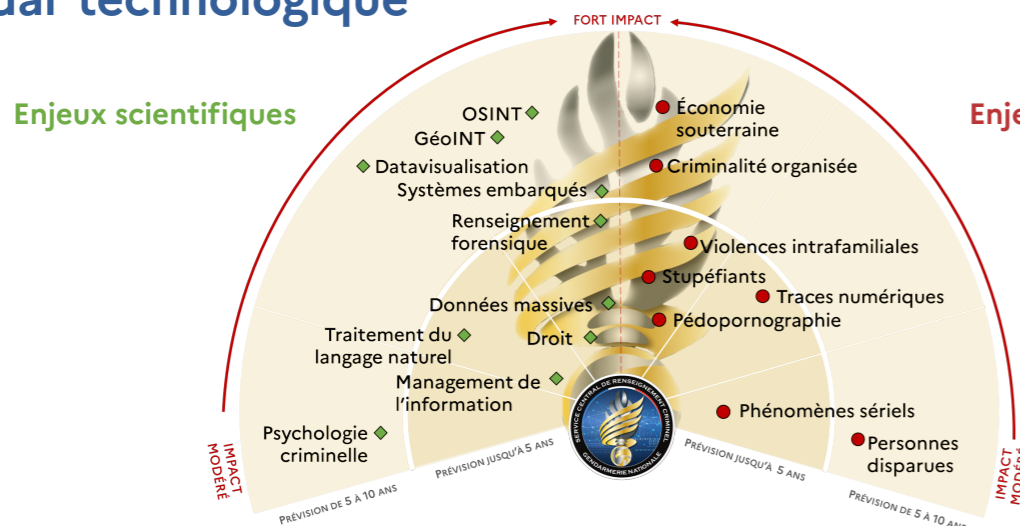 dar technologique
FORT IMPACT
Enjeux scientifiques
Enje
OSINT
GéoINT
Datavisualisation
Systèmes embarqués
Renseignement
forensique
Données massives
Traitement du
langage naturel
Droit
Management de
l'information
Psychologie
criminelle
Économie
souterraine
Criminalité organisée
Violences intrafamiliales
Stupéfiants
Traces numériques
Pédopornographie
Phénomènes sériels
Personnes
disparues
IMPACT
MODÉRÉ
PRÉVISION DE 5 À 10 ANS
PRÉVISION JUSQU'À 5 ANS
SERVICE CENTRAL DE RENSEIGNEMENT CRIMINEL
GENDARMERIE NATIONALE
PRÉVISION JUSQU'À 5 ANS
PRÉVISION DE 5 À 10 ANS
IMPACT
MODÉRÉ